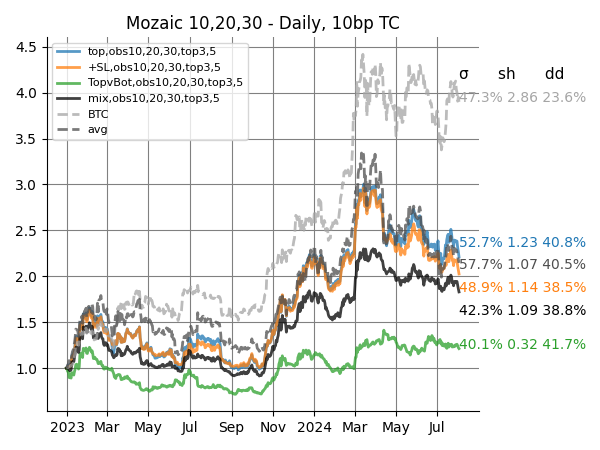 Mozaic 10,20,30 - Daily, 10bp TC
top,obs10,20,30,top3,5
+SL,obs10,20,30,top3,5
TopvBot,obs10,20,30,top3,5
mix,obs10,20,30,top3,5
BTC
avg
σ sh dd
47.3% 2.86 23.6%
52.7% 1.23 40.8%
57.7% 1.07 40.5%
48.9% 1.14 38.5%
42.3% 1.09 38.8%
40.1% 0.32 41.7%
4.5
4.0
3.5
3.0
2.5
2.0
1.5
1.0
2023 Mar May Jul Sep Nov 2024 Mar May Jul